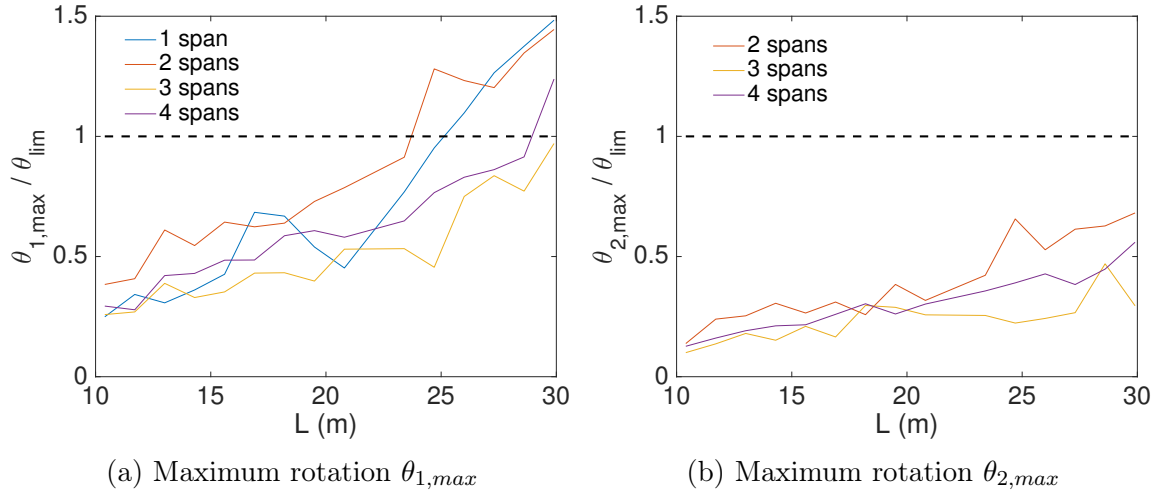 1.5
1
0.5
0
θ1,max / θlim
1 span
2 spans
3 spans
4 spans
10
15
20
25
30
L (m)
(a) Maximum rotation θ1,max
1.5
1
0.5
0
θ2,max / θlim
2 spans
3 spans
4 spans
10
15
20
25
30
L (m)
(b) Maximum rotation θ2,max